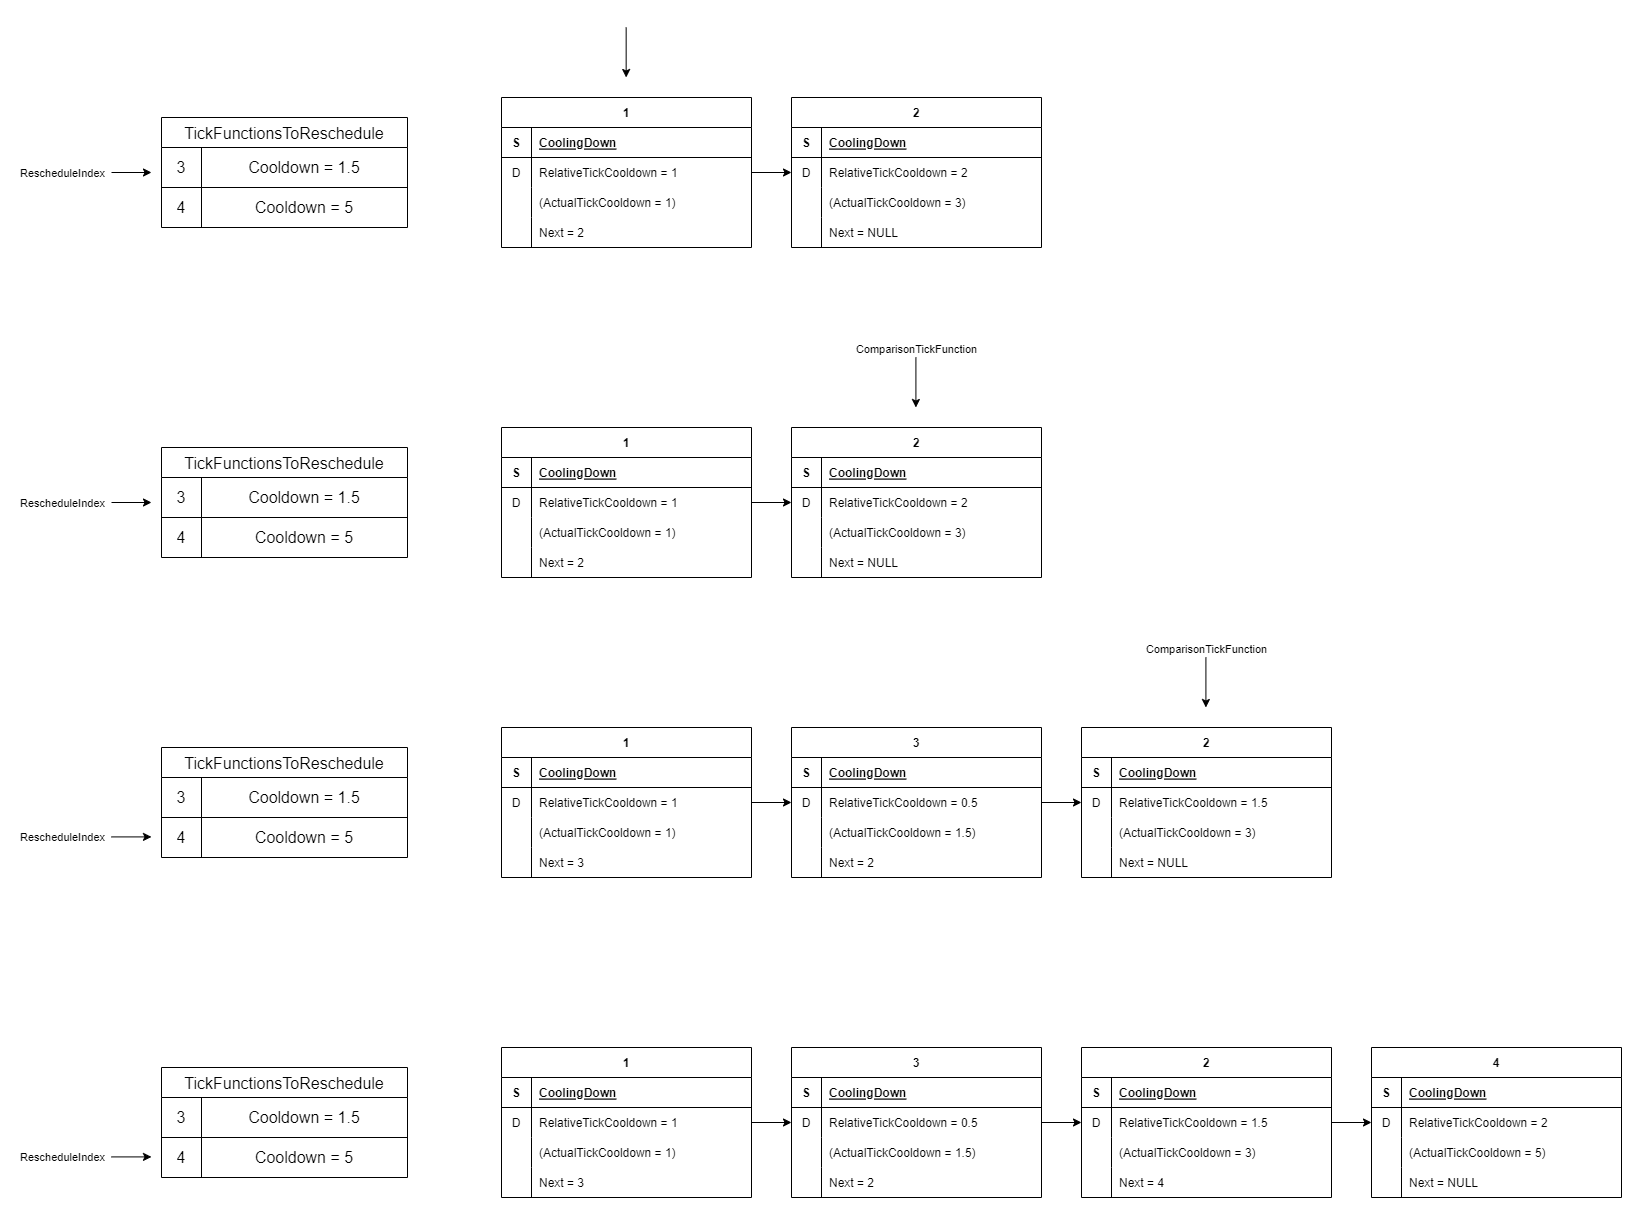 1
2
TickFunctionsToReschedule
S
CoolingDown
S
CoolingDown
RescheduleIndex
3
Cooldown = 1.5
D
RelativeTickCooldown = 1
D
RelativeTickCooldown = 2
4
Cooldown = 5
(ActualTickCooldown = 1)
(ActualTickCooldown = 3)
Next = 2
Next = NULL
ComparisonTickFunction
1
2
TickFunctionsToReschedule
S
CoolingDown
S
CoolingDown
RescheduleIndex
3
Cooldown = 1.5
D
RelativeTickCooldown = 1
D
RelativeTickCooldown = 2
4
Cooldown = 5
(ActualTickCooldown = 1)
(ActualTickCooldown = 3)
Next = 2
Next = NULL
ComparisonTickFunction
1
3
2
TickFunctionsToReschedule
S
CoolingDown
S
CoolingDown
S
CoolingDown
3
Cooldown = 1.5
D
RelativeTickCooldown = 1
D
RelativeTickCooldown = 0.5
D
RelativeTickCooldown = 1.5
RescheduleIndex
4
Cooldown = 5
(ActualTickCooldown = 1)
(ActualTickCooldown = 1.5)
(ActualTickCooldown = 3)
Next = 3
Next = 2
Next = NULL
1
3
2
4
TickFunctionsToReschedule
S
CoolingDown
S
CoolingDown
S
CoolingDown
S
CoolingDown
3
Cooldown = 1.5
D
RelativeTickCooldown = 1
D
RelativeTickCooldown = 0.5
D
RelativeTickCooldown = 1.5
D
RelativeTickCooldown = 2
RescheduleIndex
4
Cooldown = 5
(ActualTickCooldown = 1)
(ActualTickCooldown = 1.5)
(ActualTickCooldown = 3)
(ActualTickCooldown = 5)
Next = 3
Next = 2
Next = 4
Next = NULL